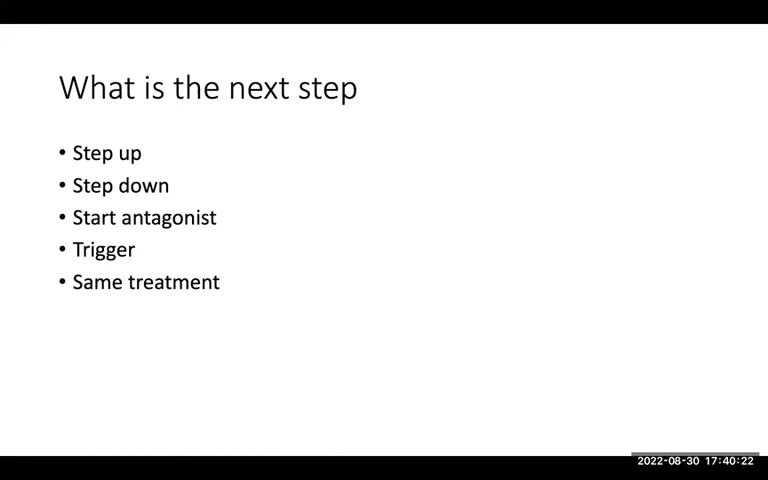 What is the next step
• Step up
• Step down
• Start antagonist
• Trigger
• Same treatment
2022-08-30 17:40:22